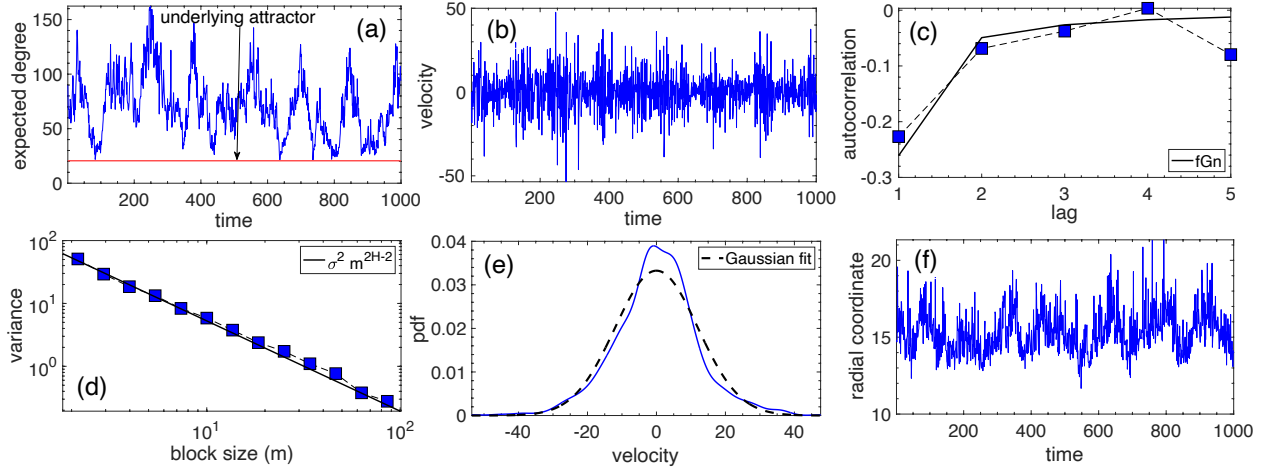 underlying attractor
(a)
expected degree
150
100
50
0
200 400 600 800 1000
time
(b)
velocity
50
0
-50
200 400 600 800 1000
time
(c)
autocorrelation
0
-0.1
-0.2
-0.3
fGn
1 2 3 4 5
lag
(d)
variance
10²
10¹
10⁰
σ² m²ᴴ⁻²
10¹ 10²
block size (m)
(e)
pdf
0.04
0.03
0.02
0.01
0
Gaussian fit
-40 -20 0 20 40
velocity
(f)
radial coordinate
20
15
10
200 400 600 800 1000
time